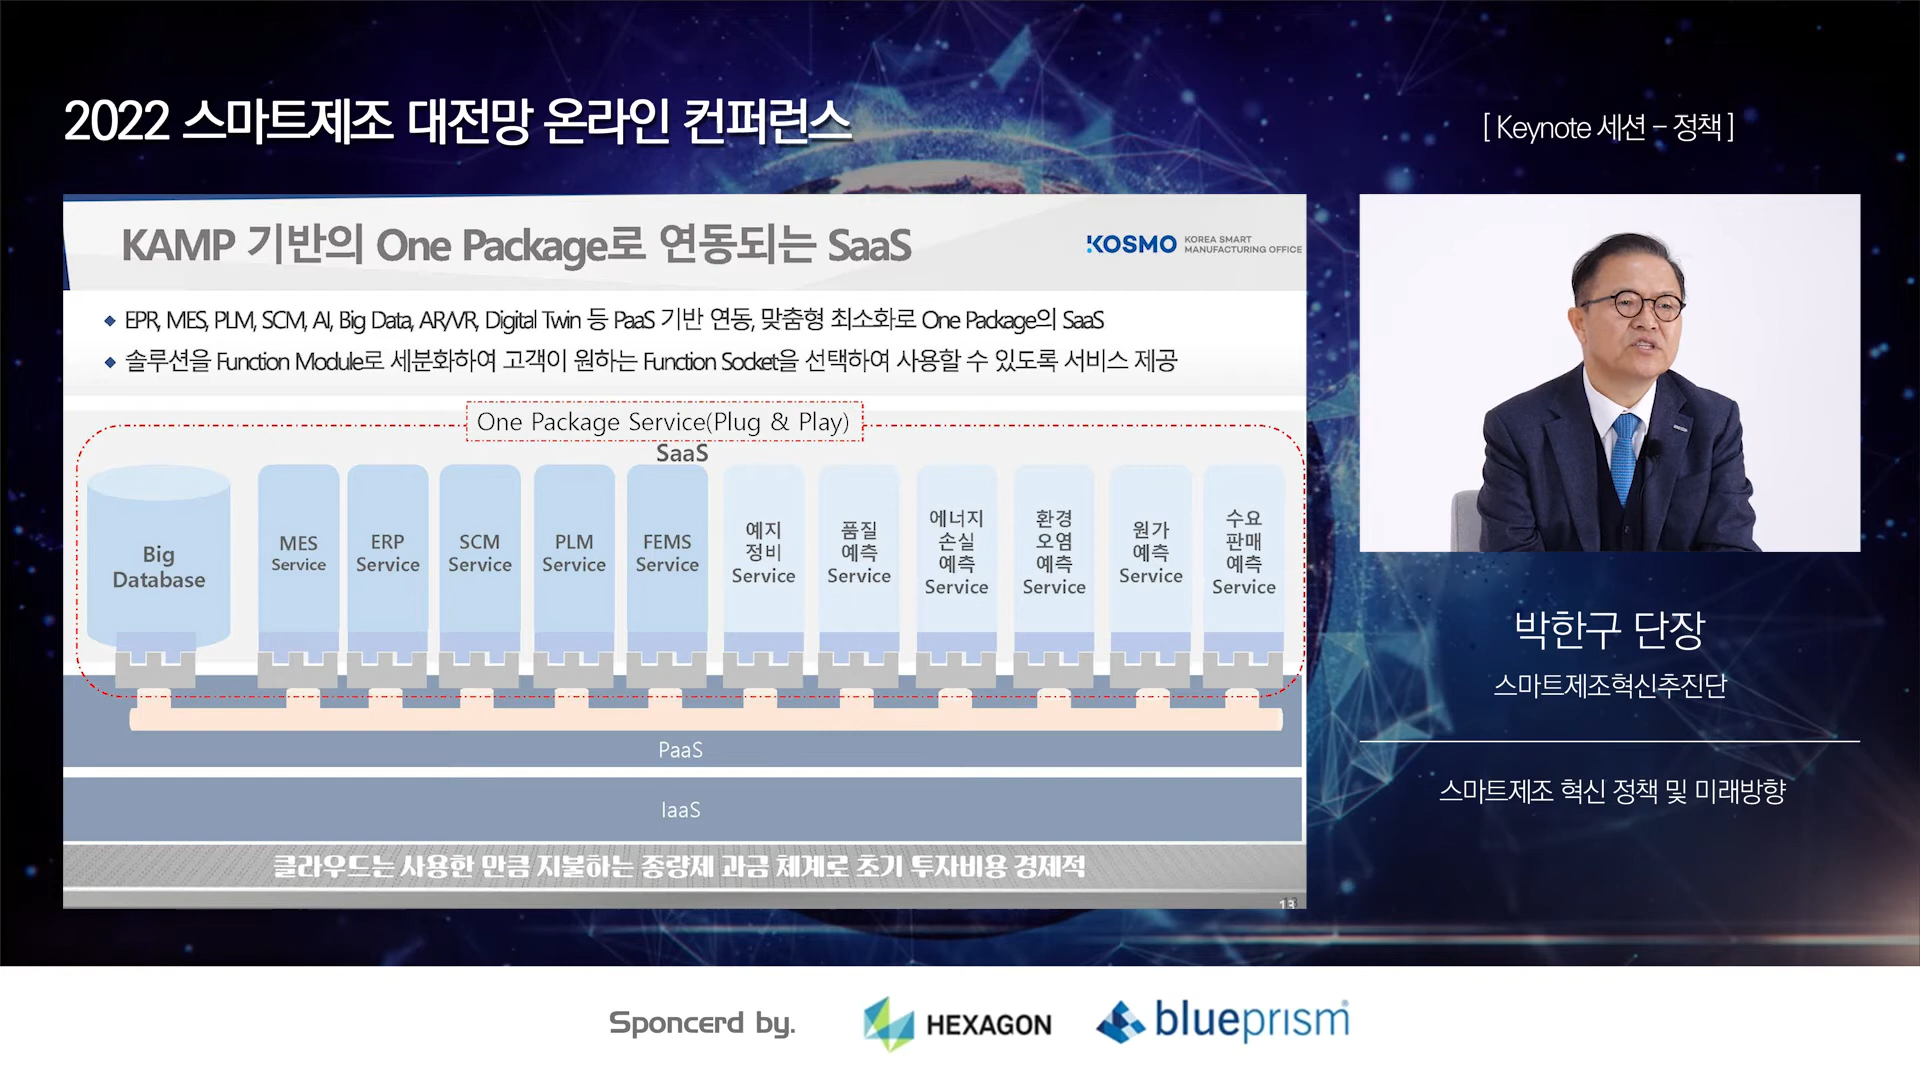 2022 스마트제조 대전망 온라인 컨퍼런스
[ Keynote 세션 – 정책 ]
KAMP 기반의 One Package로 연동되는 SaaS
KOSMO KOREA SMART
MANUFACTURING OFFICE
EPR, MES, PLM, SCM, AI, Big Data, AR/VR, Digital Twin 등 PaaS 기반 연동, 맞춤형 최소화로 One Package의 SaaS
솔루션을 Function Module로 세분화하여 고객이 원하는 Function Socket을 선택하여 사용할 수 있도록 서비스 제공
One Package Service(Plug & Play)
SaaS
Big
Database
MES
Service
ERP
Service
SCM
Service
PLM
Service
FEMS
Service
예지
정비
Service
품질
예측
Service
에너지
손실
예측
Service
환경
오염
예측
Service
원가
예측
Service
수요
판매
예측
Service
PaaS
IaaS
클라우드는 사용한 만큼 지불하는 종량제 과금 체계로 초기 투자비용 경제적
13
박한구 단장
스마트제조혁신추진단
스마트제조 혁신 정책 및 미래방향
Sponcerd by.
HEXAGON
blueprism